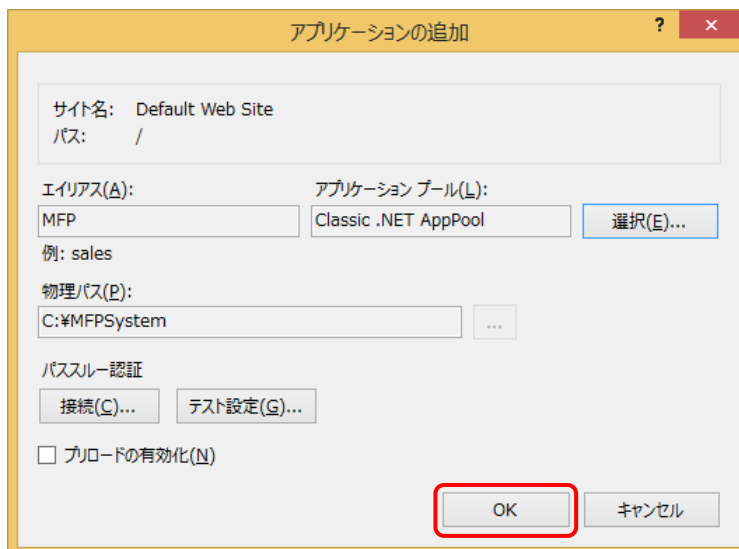 アプリケーションの追加
? ×
サイト名: Default Web Site
パス: /
エイリアス(A): アプリケーション プール(L):
MFP Classic .NET AppPool 選択(E)...
例: sales
物理パス(P):
C:¥MFPSystem ...
パススルー認証
接続(C)... テスト設定(G)...
プリロードの有効化(N)
OK キャンセル